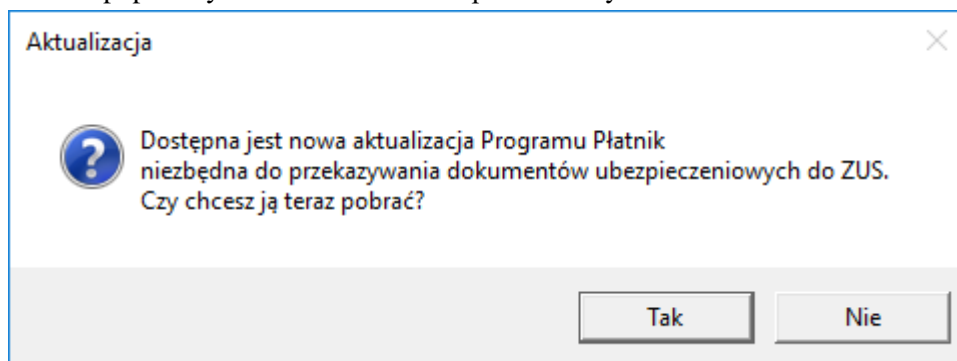 Aktualizacja
Dostępna jest nowa aktualizacja Programu Płatnik
niezbędna do przekazywania dokumentów ubezpieczeniowych do ZUS.
Czy chcesz ją teraz pobrać?
Tak Nie